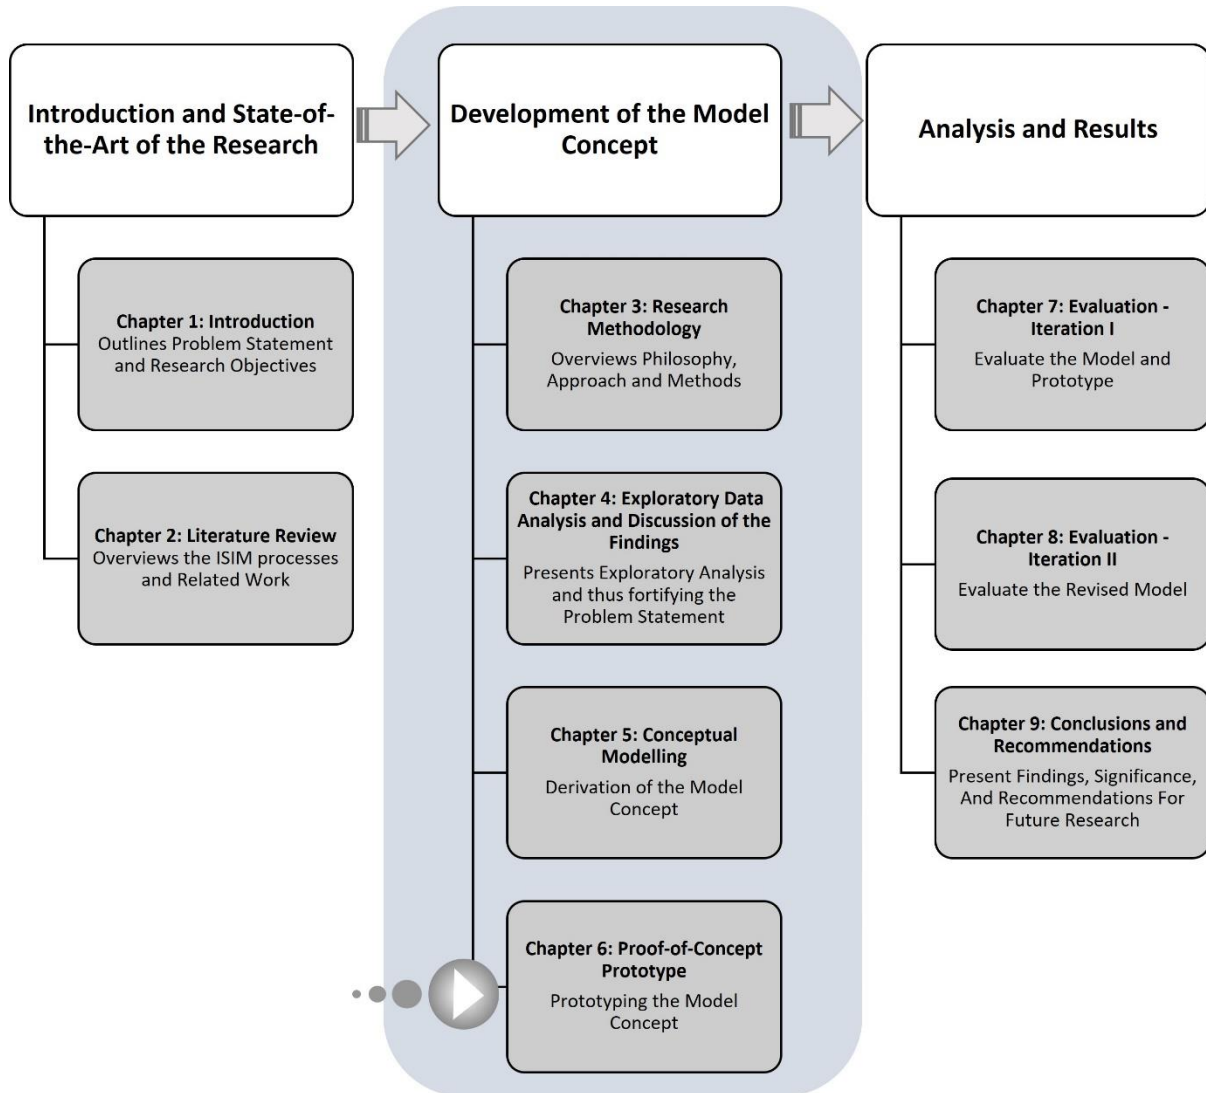 Introduction and State-of-
the-Art of the Research
Chapter 1: Introduction
Outlines Problem Statement
and Research Objectives
Chapter 2: Literature Review
Overviews the ISIM processes
and Related Work
Development of the Model
Concept
Chapter 3: Research
Methodology
Overviews Philosophy,
Approach and Methods
Chapter 4: Exploratory Data
Analysis and Discussion of the
Findings
Presents Exploratory Analysis
and thus fortifying the
Problem Statement
Chapter 5: Conceptual
Modelling
Derivation of the Model
Concept
Chapter 6: Proof-of-Concept
Prototype
Prototyping the Model
Concept
Analysis and Results
Chapter 7: Evaluation -
Iteration I
Evaluate the Model and
Prototype
Chapter 8: Evaluation -
Iteration II
Evaluate the Revised Model
Chapter 9: Conclusions and
Recommendations
Present Findings, Significance,
And Recommendations For
Future Research